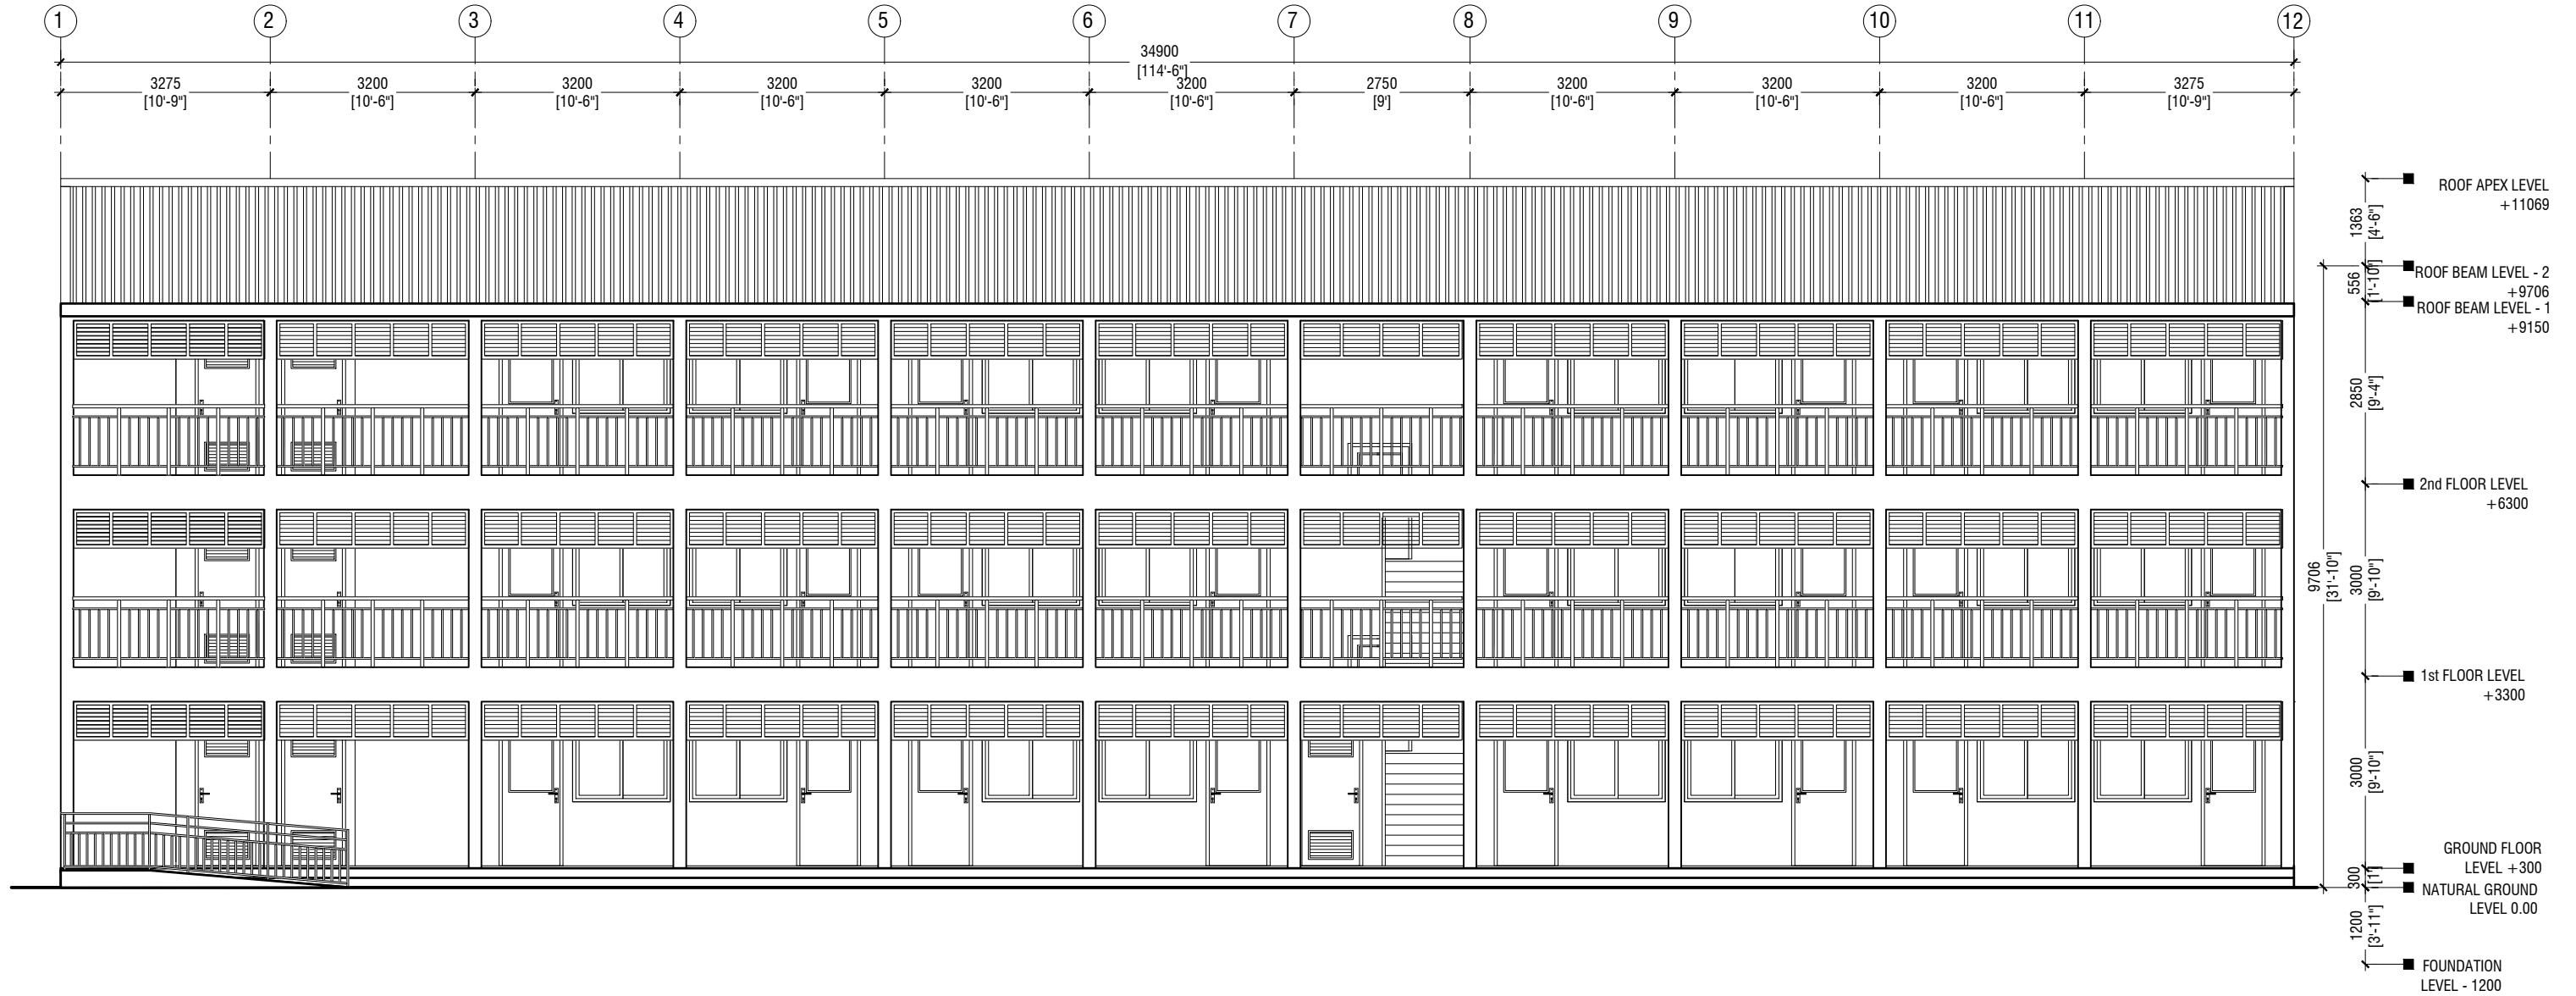 1 2 3 4 5 6 7 8 9 10 11 12
34900
[114'-6"]
3275 3200 3200 3200 3200 3200 2750 3200 3200 3200 3275
[10'-9"] [10'-6"] [10'-6"] [10'-6"] [10'-6"] [10'-6"] [9'] [10'-6"] [10'-6"] [10'-6"] [10'-9"]
ROOF APEX LEVEL
+11069
1363
[4'-6"]
ROOF BEAM LEVEL - 2
+9706
556
[1'-10"]
ROOF BEAM LEVEL - 1
+9150
2850
[9'-4"]
2nd FLOOR LEVEL
+6300
9706
[31'-10"]
3000
[9'-10"]
1st FLOOR LEVEL
+3300
3000
[9'-10"]
GROUND FLOOR
LEVEL +300
300
[1']
NATURAL GROUND
LEVEL 0.00
1200
[3'-11"]
FOUNDATION
LEVEL - 1200